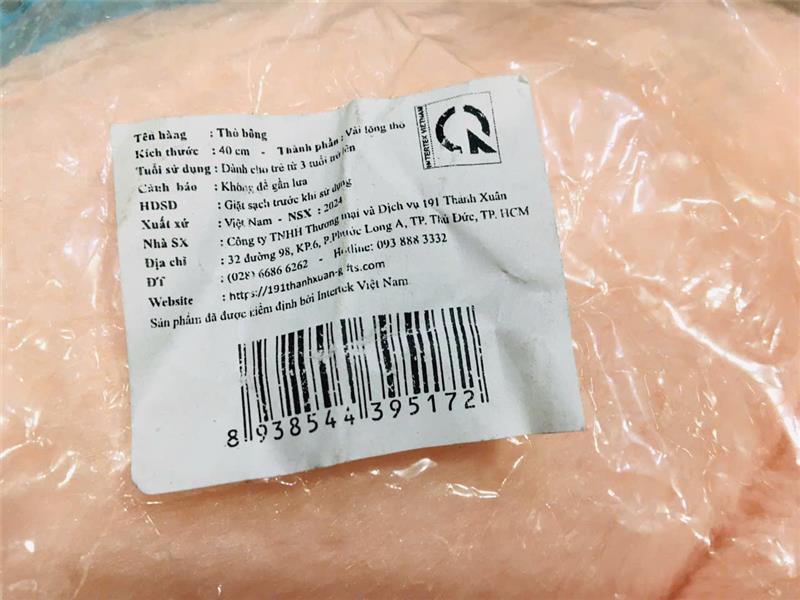 Tên hàng : Thỏ bông
Kích thước : 40 cm - Thành phần : Vải lông thỏ
Tuổi sử dụng : Dành cho trẻ từ 3 tuổi trở lên
Cảnh báo : Không để gần lửa
HDSD : Giặt sạch trước khi sử dụng
Xuất xứ : Việt Nam - NSX : 2024
Nhà SX : Công ty TNHH Thương mại và Dịch vụ 191 Thanh Xuân
Địa chỉ : 32 đường 98, KP.6, P.Phước Long A, TP. Thủ Đức, TP. HCM
ĐT : (028) 6686 6262 - Hotline: 093 888 3332
Website : https://191thanhxuan-gifts.com
Sản phẩm đã được kiểm định bởi Intertek Việt Nam
INTERTEX VIETNAM
8 938544 395172